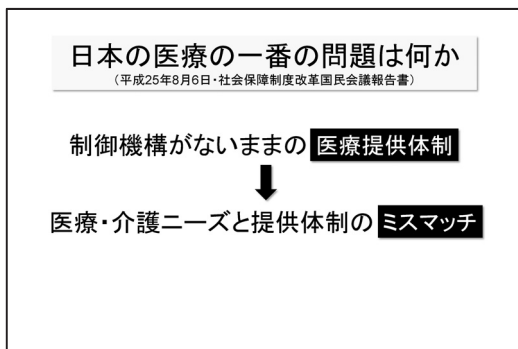 日本の医療の一番の問題は何か
（平成25年8月6日・社会保障制度改革国民会議報告書）
制御機構がないままの 医療提供体制
医療・介護ニーズと提供体制の ミスマッチ